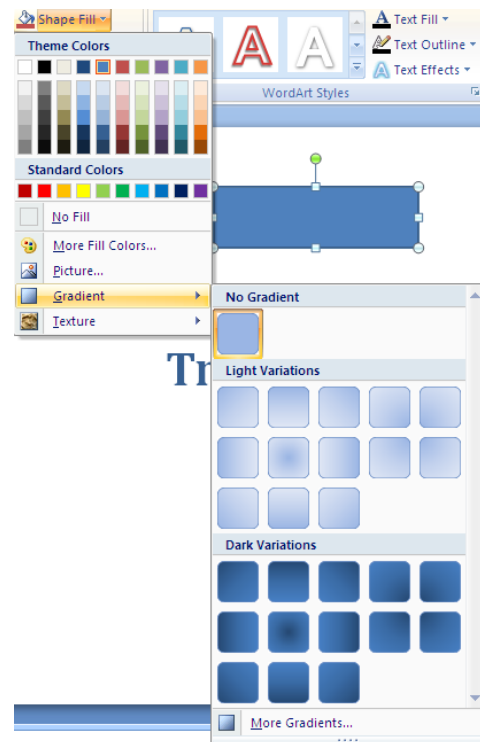 Shape Fill
Text Fill
Text Outline
Text Effects
WordArt Styles
Theme Colors
Standard Colors
No Fill
More Fill Colors...
Picture...
Gradient
Texture
A
A
Tr
No Gradient
Light Variations
Dark Variations
More Gradients...